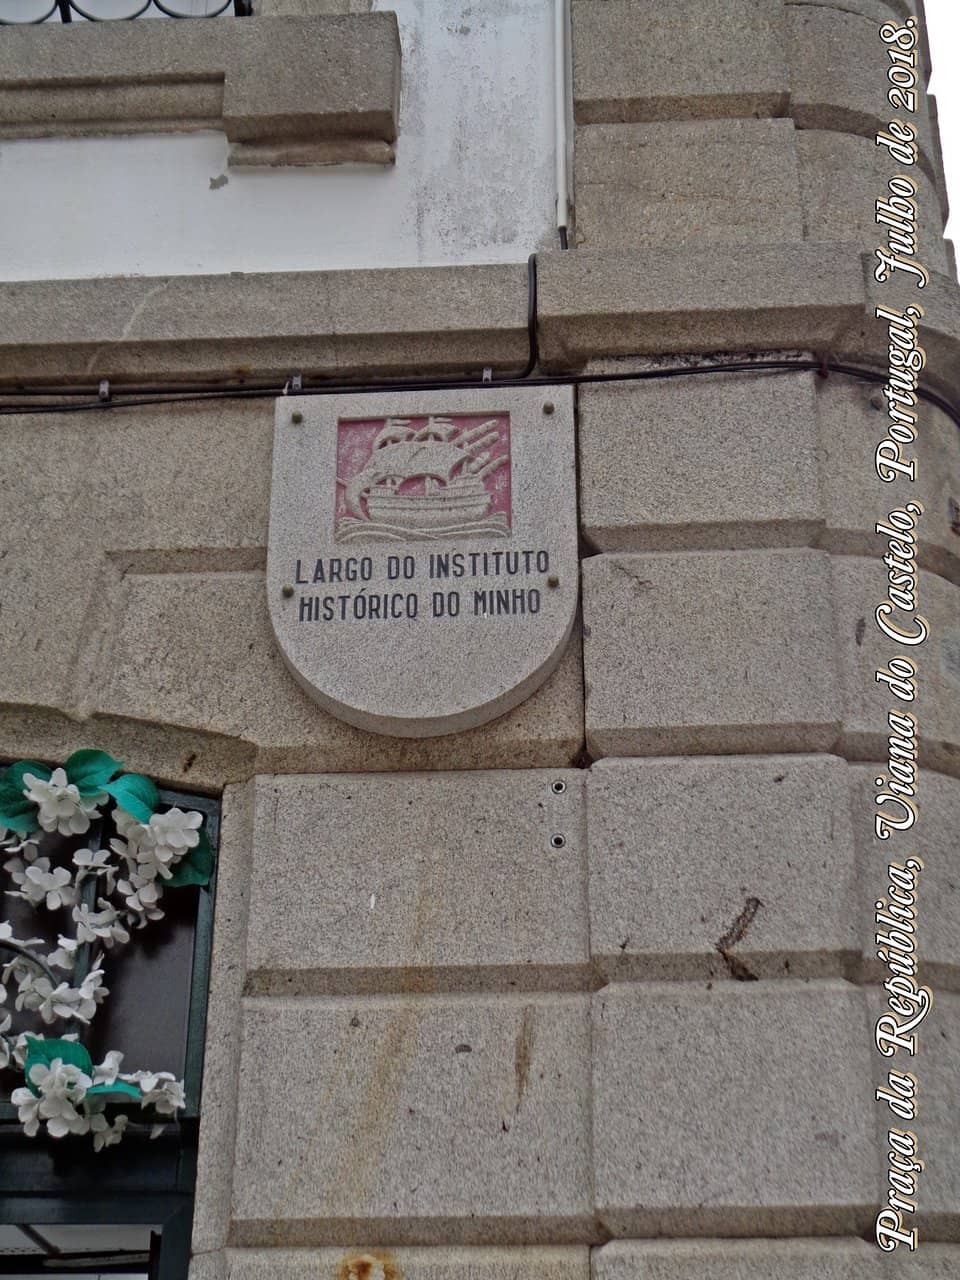 LARGO DO INSTITUTO
HISTÓRICO DO MINHO
Praça da República, Viana do Castelo, Portugal, Julho de 2018.